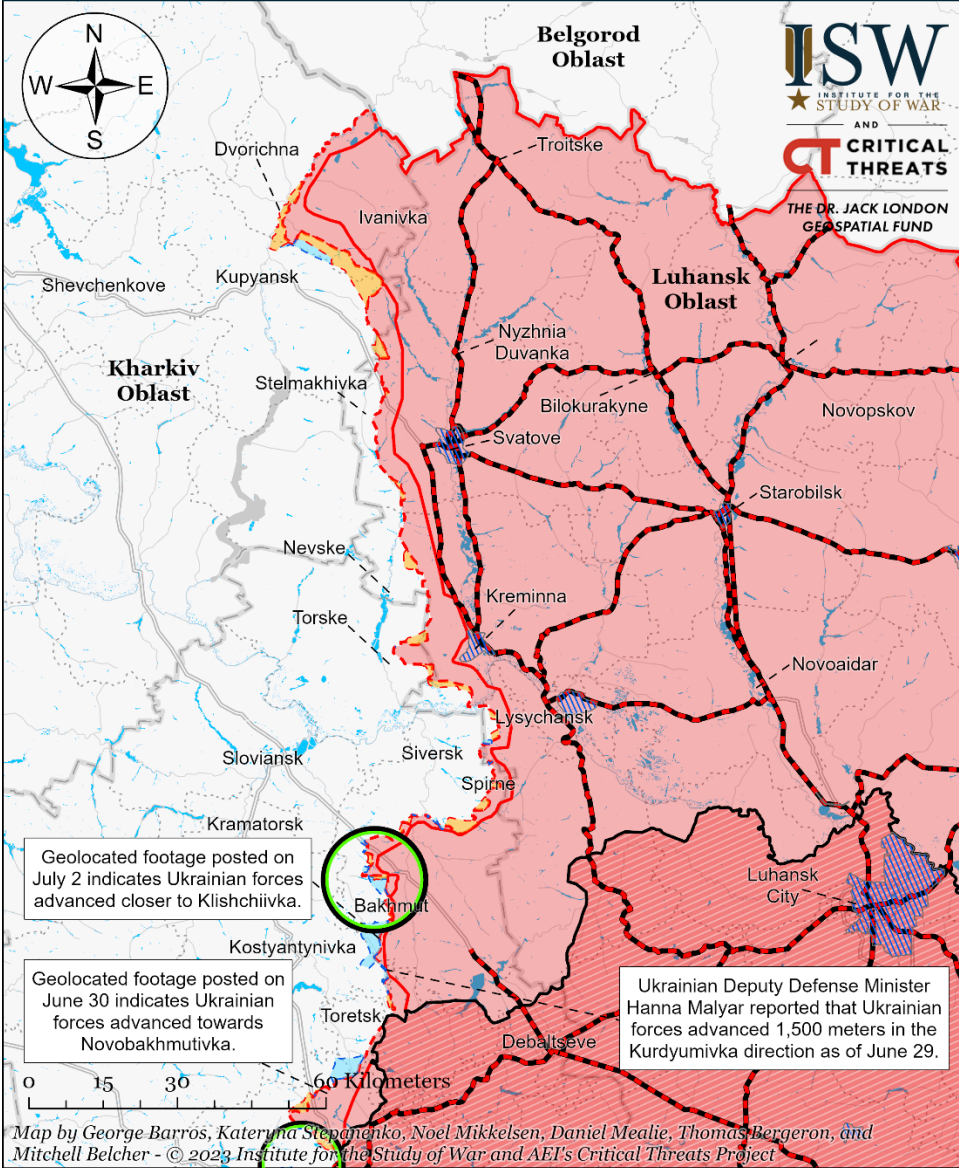 N
W
E
S
Belgorod
Oblast
ISW
INSTITUTE FOR THE
STUDY OF WAR
AND
CT CRITICAL
THREATS
THE DR. JACK LONDON
GEOSPATIAL FUND
Dvorichna
Troitske
Ivanivka
Kupyansk
Shevchenkove
Luhansk
Oblast
Kharkiv
Oblast
Nyzhnia
Duvanka
Stelmakhivka
Bilokurakyne
Novopskov
Svatove
Starobilsk
Nevske
Kreminna
Torske
Novoaidar
Lysychansk
Siversk
Sloviansk
Spirne
Kramatorsk
Geolocated footage posted on
July 2 indicates Ukrainian forces
advanced closer to Klishchiivka.
Bakhmut
Luhansk
City
Kostyantynivka
Geolocated footage posted on
June 30 indicates Ukrainian
forces advanced towards
Novobakhmutivka.
Toretsk
Ukrainian Deputy Defense Minister
Hanna Malyar reported that Ukrainian
forces advanced 1,500 meters in the
Kurdyumivka direction as of June 29.
Debaltseve
0 15 30 60 Kilometers
Map by George Barros, Kateryna Stepanenko, Noel Mikkelsen, Daniel Mealie, Thomas Bergeron, and
Mitchell Belcher - © 2023 Institute for the Study of War and AEI's Critical Threats Project